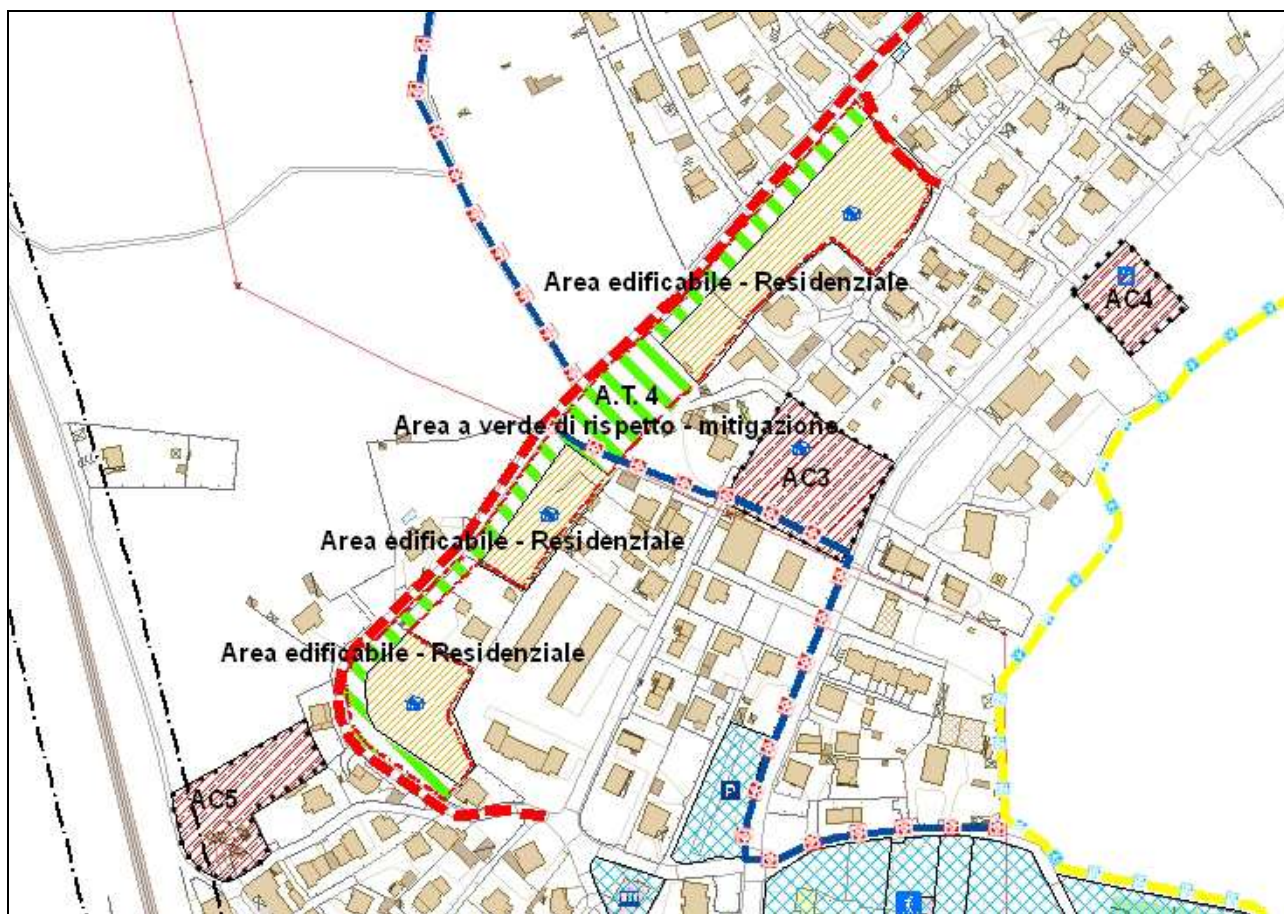 Area edificabile - Residenziale
AC4
A.T. 4
Area a verde di rispetto - mitigazione
AC3
Area edificabile - Residenziale
Area edificabile - Residenziale
AC5
P